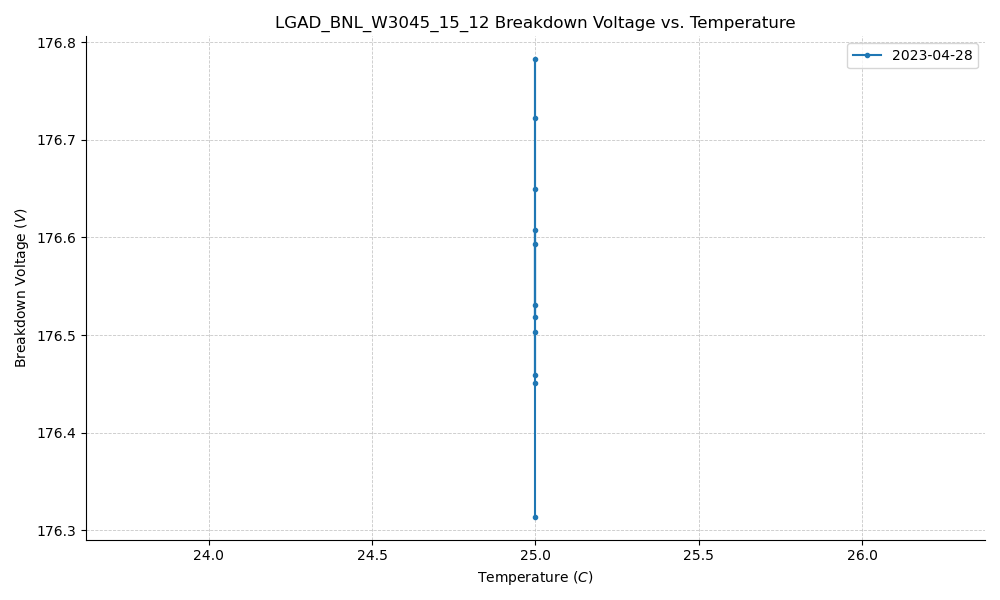 LGAD_BNL_W3045_15_12 Breakdown Voltage vs. Temperature
176.8
2023-04-28
176.7
176.6
176.5
176.4
176.3
Breakdown Voltage (V)
24.0 24.5 25.0 25.5 26.0
Temperature (C)